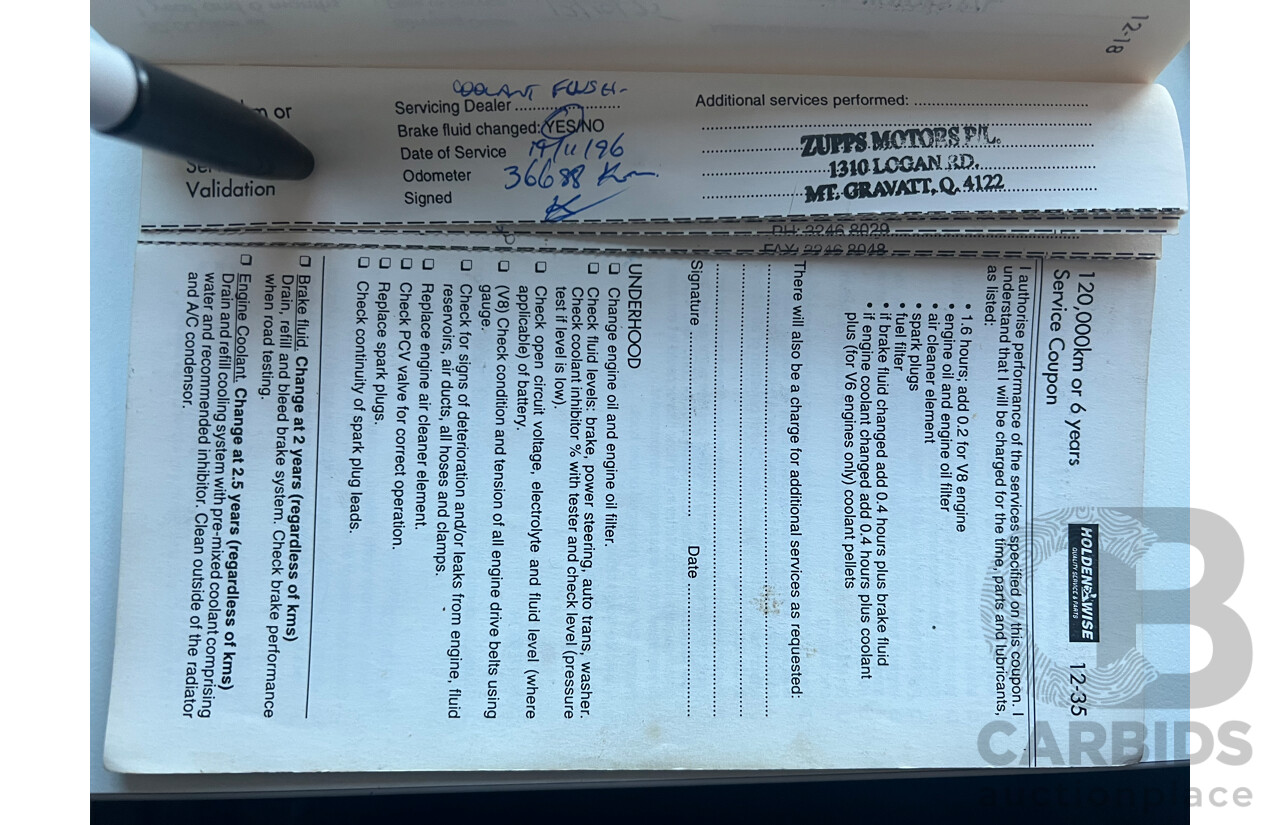 12-18
m or
Validation
COOLANT FLUSH-
Servicing Dealer
Brake fluid changed: YES/NO
Date of Service 19/11/96
Odometer 36688 Km
Signed
Additional services performed:
ZUPPS MOTORS P/L.
1310 LOGAN RD.
MT. GRAVATT, Q. 4122
PH: 3246 8029
FAX: 3246 8048
120,000km or 6 years
Service Coupon
HOLDEN WISE
QUALITY SERVICE & PARTS
12-35
I authorise performance of the services specified on this coupon. I
understand that I will be charged for the time, parts and lubricants,
as listed:
• 1.6 hours; add 0.2 for V8 engine
• engine oil and engine oil filter
• air cleaner element
• spark plugs
• fuel filter
• if brake fluid changed add 0.4 hours plus brake fluid
• if engine coolant changed add 0.4 hours plus coolant
plus (for V6 engines only) coolant pellets
There will also be a charge for additional services as requested:
Signature
Date
UNDERHOOD
❑ Change engine oil and engine oil filter.
❑ Check fluid levels: brake, power steering, auto trans, washer.
Check coolant inhibitor % with tester and check level (pressure
test if level is low).
❑ Check open circuit voltage, electrolyte and fluid level (where
applicable) of battery.
❑ (V8) Check condition and tension of all engine drive belts using
gauge.
❑ Check for signs of deterioration and/or leaks from engine, fluid
reservoirs, air ducts, all hoses and clamps.
❑ Replace engine air cleaner element.
❑ Check PCV valve for correct operation.
❑ Replace spark plugs.
❑ Check continuity of spark plug leads.
❑ Brake fluid. Change at 2 years (regardless of kms)
Drain, refill and bleed brake system. Check brake performance
when road testing.
❑ Engine Coolant. Change at 2.5 years (regardless of kms)
Drain and refill cooling system with pre-mixed coolant comprising
water and recommended inhibitor. Clean outside of the radiator
and A/C condensor.
CARBIDS
auctionplace